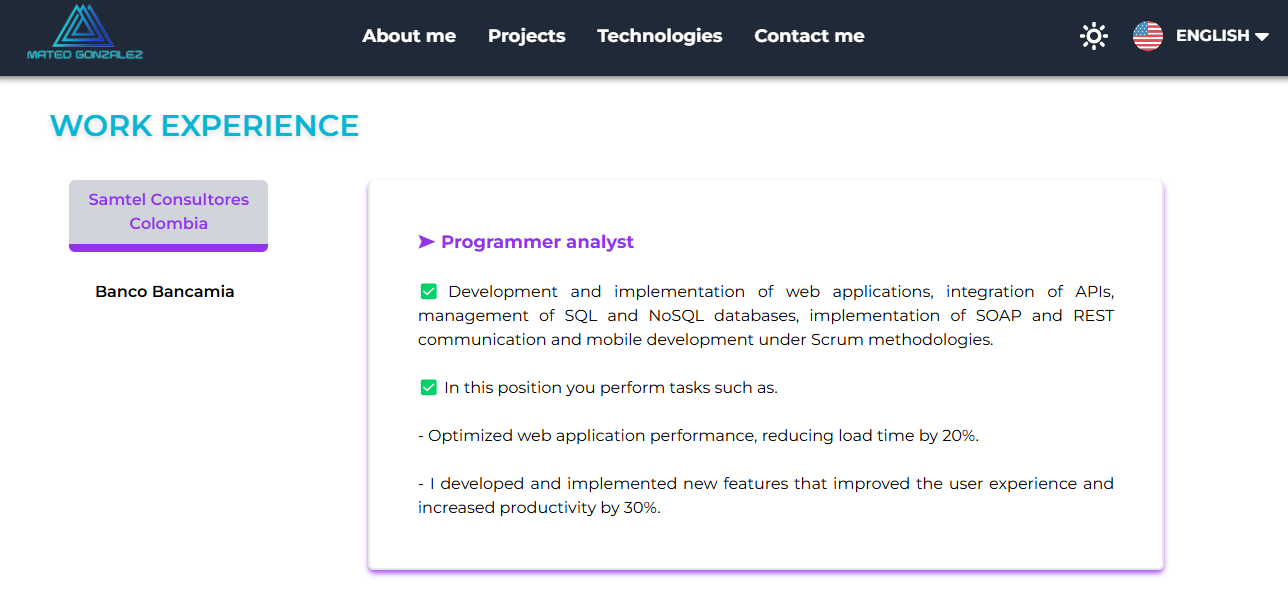 MATEO GONZALEZ
About me
Projects
Technologies
Contact me
ENGLISH
WORK EXPERIENCE
Samtel Consultores
Colombia
Banco Bancamia
➤ Programmer analyst
✅ Development and implementation of web applications, integration of APIs,
management of SQL and NoSQL databases, implementation of SOAP and REST
communication and mobile development under Scrum methodologies.
✅ In this position you perform tasks such as.
- Optimized web application performance, reducing load time by 20%.
- I developed and implemented new features that improved the user experience and
increased productivity by 30%.